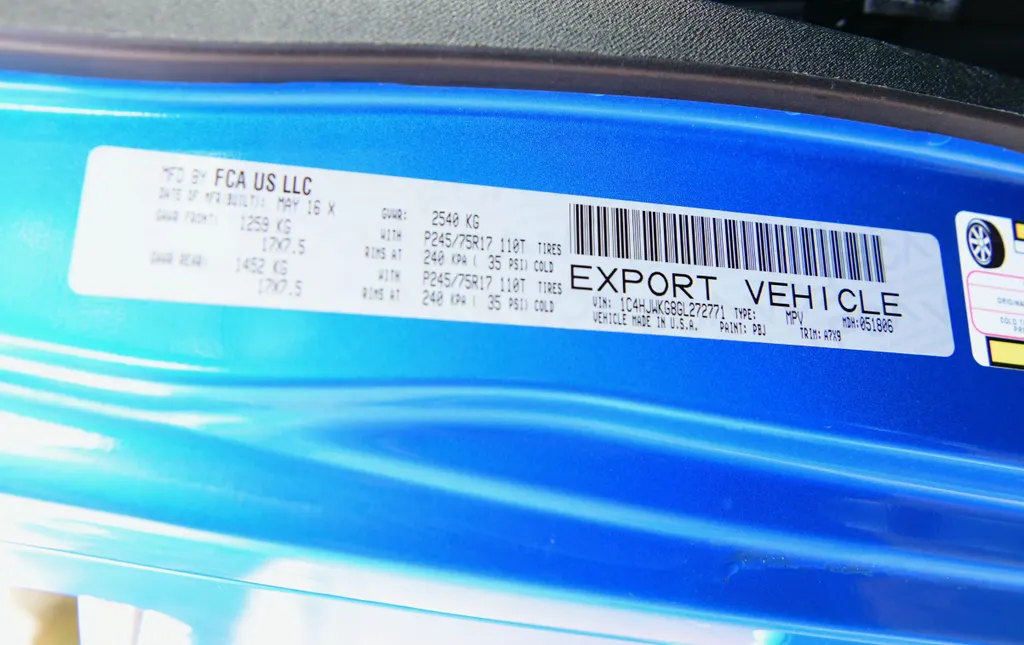 MFD BY FCA US LLC
DATE OF MFR BUILT): MAY 16 X GVWR: 2540 KG
GAWR FRONT: 1259 KG WITH P245/75R17 110T TIRES
17X7.5 RIMS AT 240 KPA ( 35 PSI) COLD
GAWR REAR: 1452 KG WITH P245/75R17 110T TIRES
17X7.5 RIMS AT 240 KPA ( 35 PSI) COLD
EXPORT VEHICLE
VIN: 1C4HJWKG8GL272771 TYPE: MPV MDH:051806
VEHICLE MADE IN U.S.A. PAINT: PBJ TRIM: A7X9